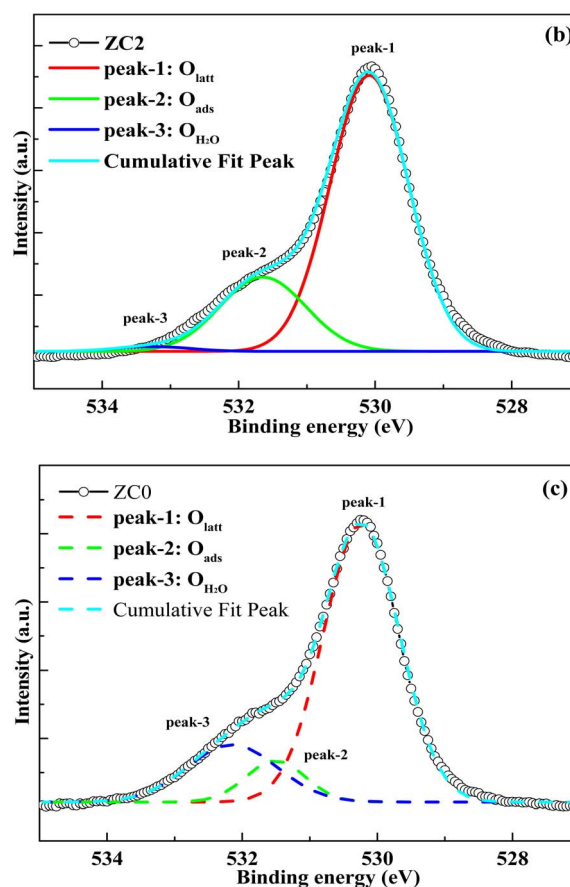 (b)
ZC2
peak-1: Olatt
peak-2: Oads
peak-3: OH₂O
Cumulative Fit Peak
peak-1
peak-2
peak-3
Intensity (a.u.)
534 532 530 528
Binding energy (eV)
(c)
ZC0
peak-1: Olatt
peak-2: Oads
peak-3: OH₂O
Cumulative Fit Peak
peak-1
peak-3
peak-2
Intensity (a.u.)
534 532 530 528
Binding energy (eV)